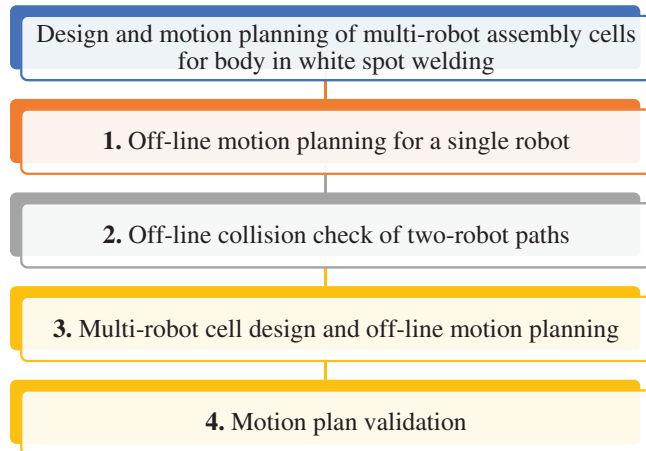 Design and motion planning of multi-robot assembly cells
for body in white spot welding
1. Off-line motion planning for a single robot
2. Off-line collision check of two-robot paths
3. Multi-robot cell design and off-line motion planning
4. Motion plan validation